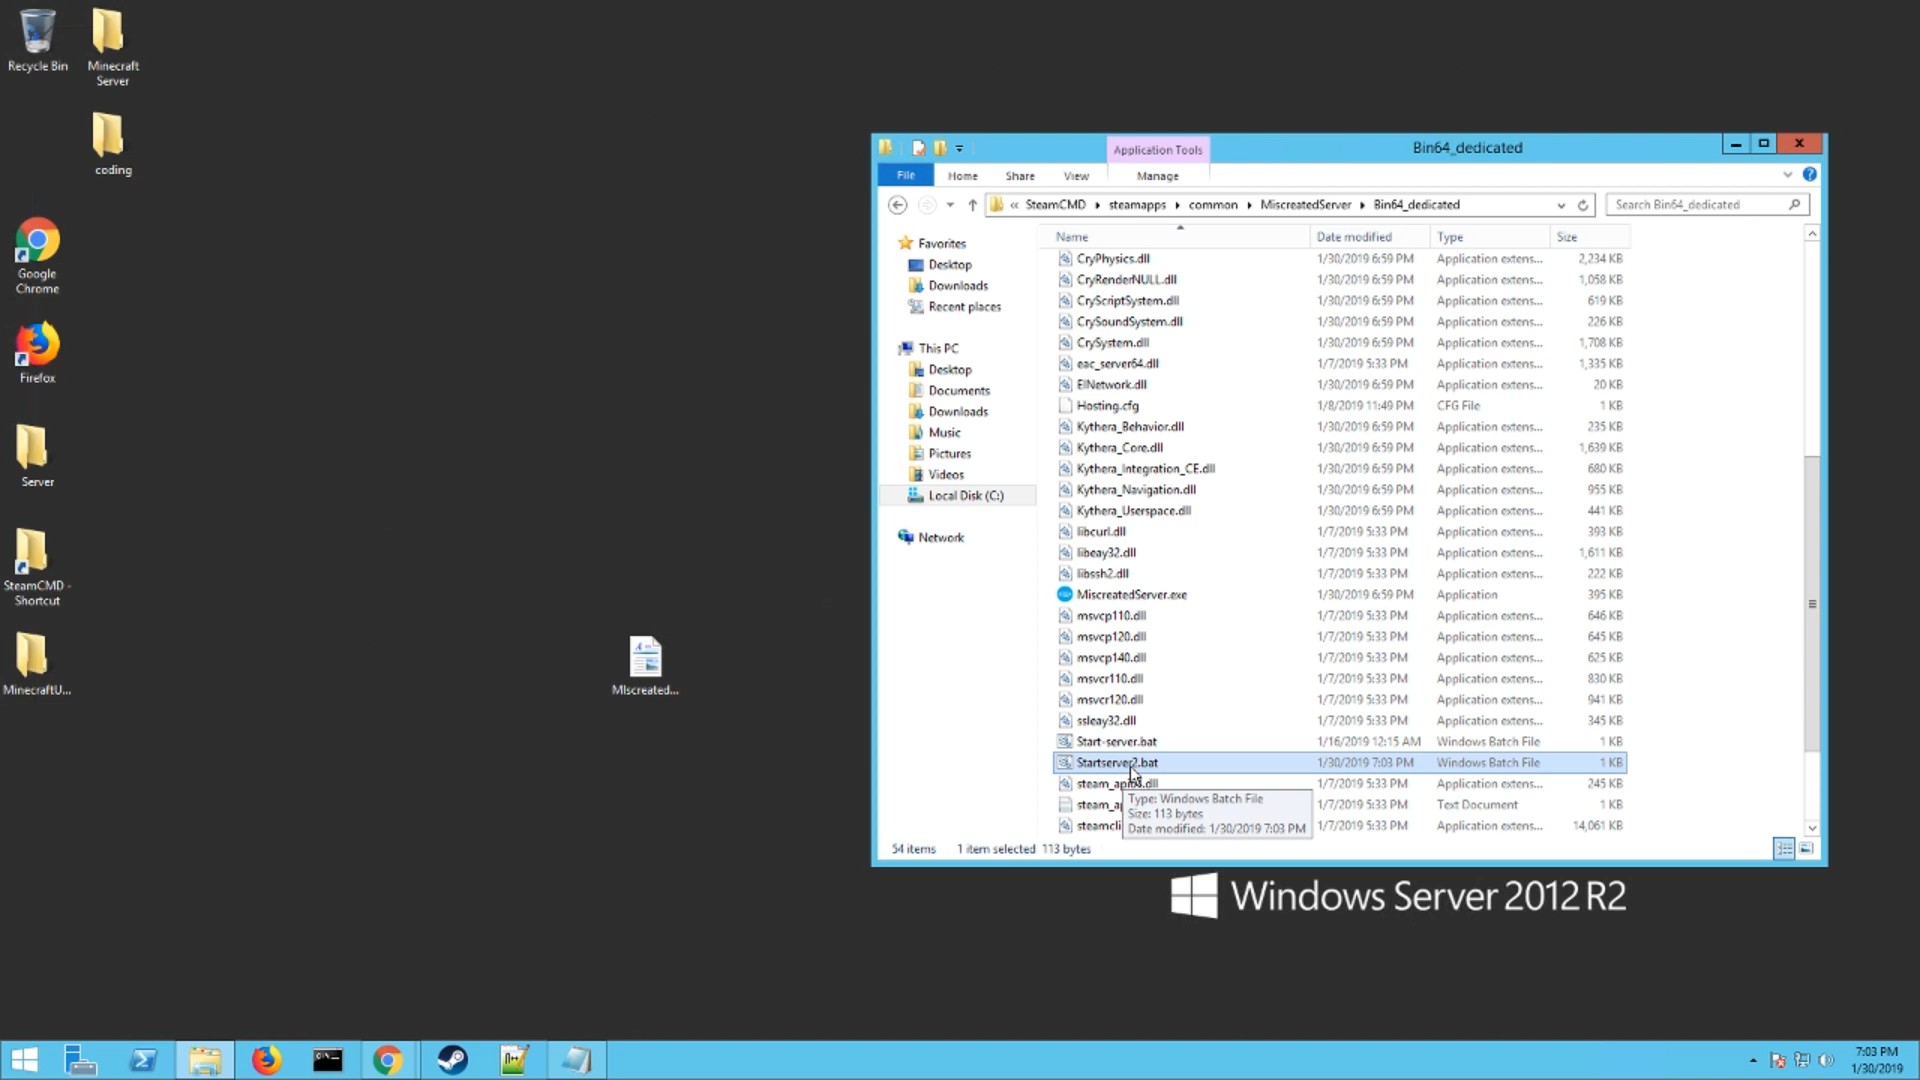 Recycle Bin
Minecraft
Server
coding
Google
Chrome
Firefox
Server
SteamCMD -
Shortcut
MinecraftU...
MIscreated...
Application Tools
Bin64_dedicated
File
Home
Share
View
Manage
« SteamCMD
steamapps
common
MiscreatedServer
Bin64_dedicated
Search Bin64_dedicated
Favorites
Desktop
Downloads
Recent places
This PC
Desktop
Documents
Downloads
Music
Pictures
Videos
Local Disk (C:)
Network
Name Date modified Type Size
CryPhysics.dll 1/30/2019 6:59 PM Application extens... 2,234 KB
CryRenderNULL.dll 1/30/2019 6:59 PM Application extens... 1,058 KB
CryScriptSystem.dll 1/30/2019 6:59 PM Application extens... 619 KB
CrySoundSystem.dll 1/30/2019 6:59 PM Application extens... 226 KB
CrySystem.dll 1/30/2019 6:59 PM Application extens... 1,708 KB
eac_server64.dll 1/7/2019 5:33 PM Application extens... 1,335 KB
EINetwork.dll 1/30/2019 6:59 PM Application extens... 20 KB
Hosting.cfg 1/8/2019 11:49 PM CFG File 1 KB
Kythera_Behavior.dll 1/30/2019 6:59 PM Application extens... 235 KB
Kythera_Core.dll 1/30/2019 6:59 PM Application extens... 1,639 KB
Kythera_Integration_CE.dll 1/30/2019 6:59 PM Application extens... 680 KB
Kythera_Navigation.dll 1/30/2019 6:59 PM Application extens... 955 KB
Kythera_Userspace.dll 1/30/2019 6:59 PM Application extens... 441 KB
libcurl.dll 1/7/2019 5:33 PM Application extens... 393 KB
libeay32.dll 1/7/2019 5:33 PM Application extens... 1,611 KB
libssh2.dll 1/7/2019 5:33 PM Application extens... 222 KB
MiscreatedServer.exe 1/30/2019 6:59 PM Application 395 KB
msvcp110.dll 1/7/2019 5:33 PM Application extens... 646 KB
msvcp120.dll 1/7/2019 5:33 PM Application extens... 645 KB
msvcp140.dll 1/7/2019 5:33 PM Application extens... 625 KB
msvcr110.dll 1/7/2019 5:33 PM Application extens... 830 KB
msvcr120.dll 1/7/2019 5:33 PM Application extens... 941 KB
ssleay32.dll 1/7/2019 5:33 PM Application extens... 345 KB
Start-server.bat 1/16/2019 12:15 AM Windows Batch File 1 KB
Startserver2.bat 1/30/2019 7:03 PM Windows Batch File 1 KB
1/7/2019 5:33 PM Application extens... 245 KB
1/7/2019 5:33 PM Text Document 1 KB
steamcli 1/7/2019 5:33 PM Application extens... 14,061 KB
Type: Windows Batch File
Size: 113 bytes
Date modified: 1/30/2019 7:03 PM
54 items 1 item selected 113 bytes
Windows Server 2012 R2
7:03 PM
1/30/2019